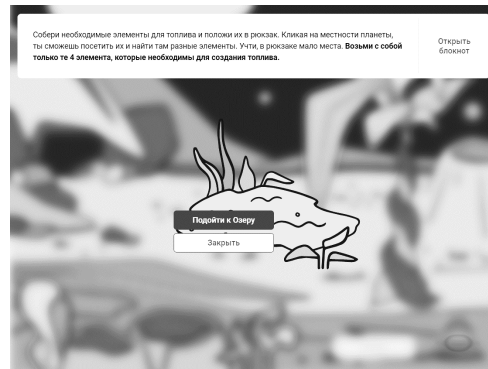 Собери необходимые элементы для топлива и положи их в рюкзак. Кликая на местности планеты,
ты сможешь посетить их и найти там разные элементы. Учти, в рюкзаке мало места. Возьми с собой
только те 4 элемента, которые необходимы для создания топлива.
Открыть
блокнот
Подойти к Озеру
Закрыть